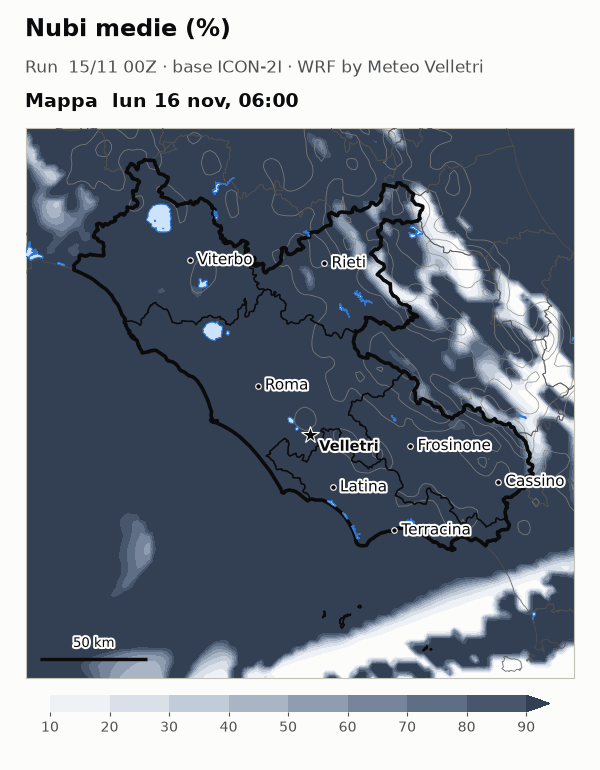 Nubi medie (%)
Run 15/11 00Z · base ICON-2I · WRF by Meteo Velletri
Mappa lun 16 nov, 06:00
Viterbo
Rieti
Roma
Velletri
Frosinone
Cassino
Latina
Terracina
50 km
10 20 30 40 50 60 70 80 90